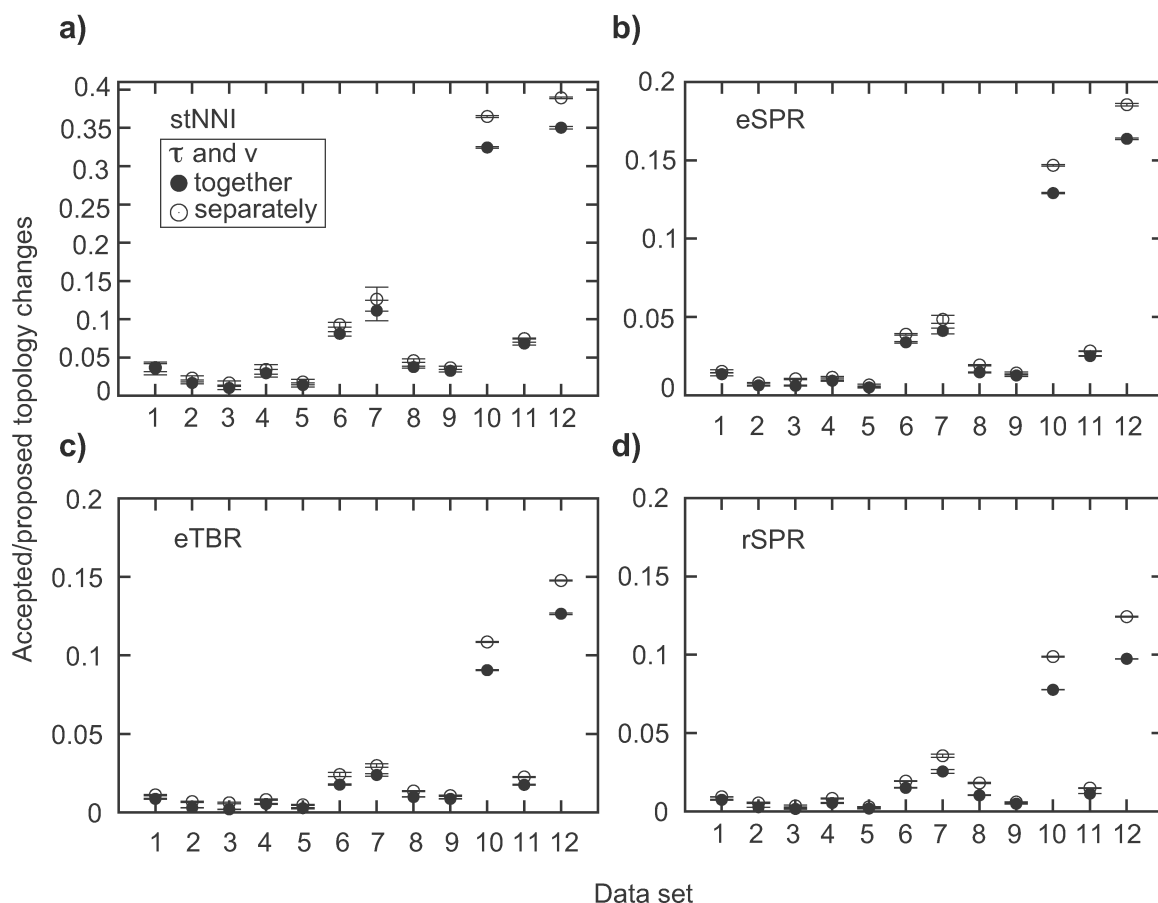 a)
0.4
0.35
0.3
0.25
0.2
0.15
0.1
0.05
0
stNNI
τ and v
together
separately
1 2 3 4 5 6 7 8 9 10 11 12
b)
0.2
0.15
0.1
0.05
0
eSPR
1 2 3 4 5 6 7 8 9 10 11 12
c)
0.2
0.15
0.1
0.05
0
eTBR
1 2 3 4 5 6 7 8 9 10 11 12
d)
0.2
0.15
0.1
0.05
0
rSPR
1 2 3 4 5 6 7 8 9 10 11 12
Accepted/proposed topology changes
Data set